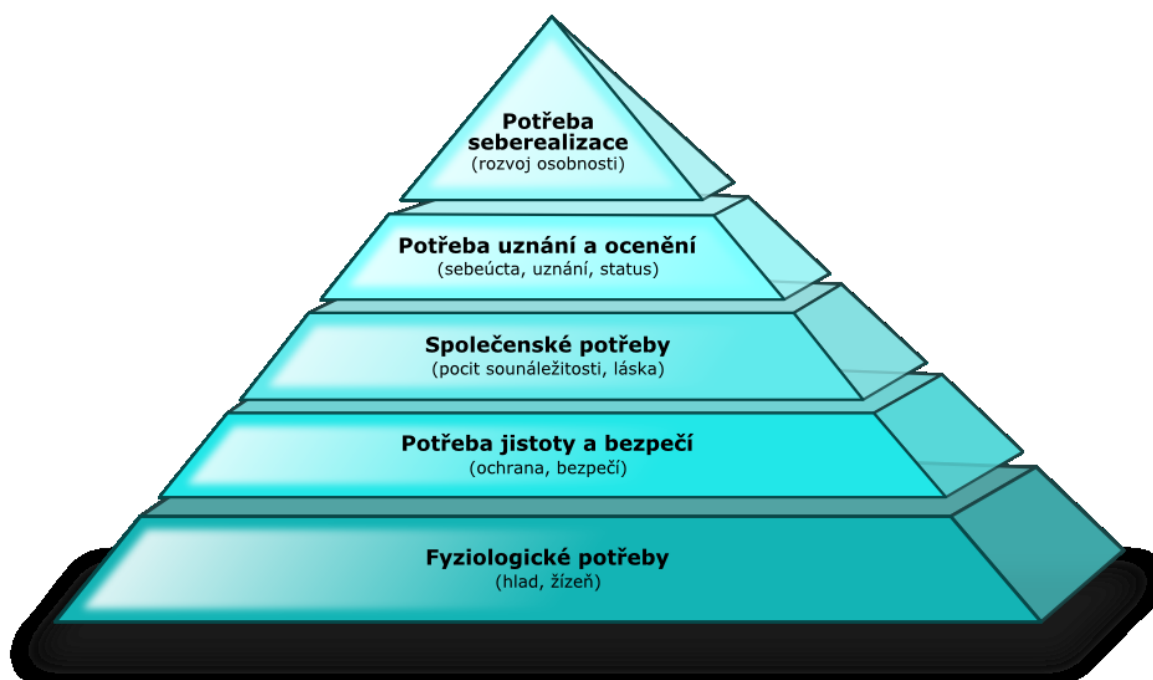 Potřeba
seberealizace
(rozvoj osobnosti)
Potřeba uznání a ocenění
(sebeúcta, uznání, status)
Společenské potřeby
(pocit sounáležitosti, láska)
Potřeba jistoty a bezpečí
(ochrana, bezpečí)
Fyziologické potřeby
(hlad, žízeň)